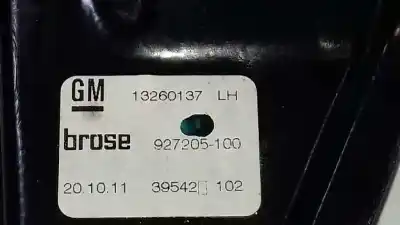 GM 13260137 LH
brose 927205-100
20.10.11 39542 102